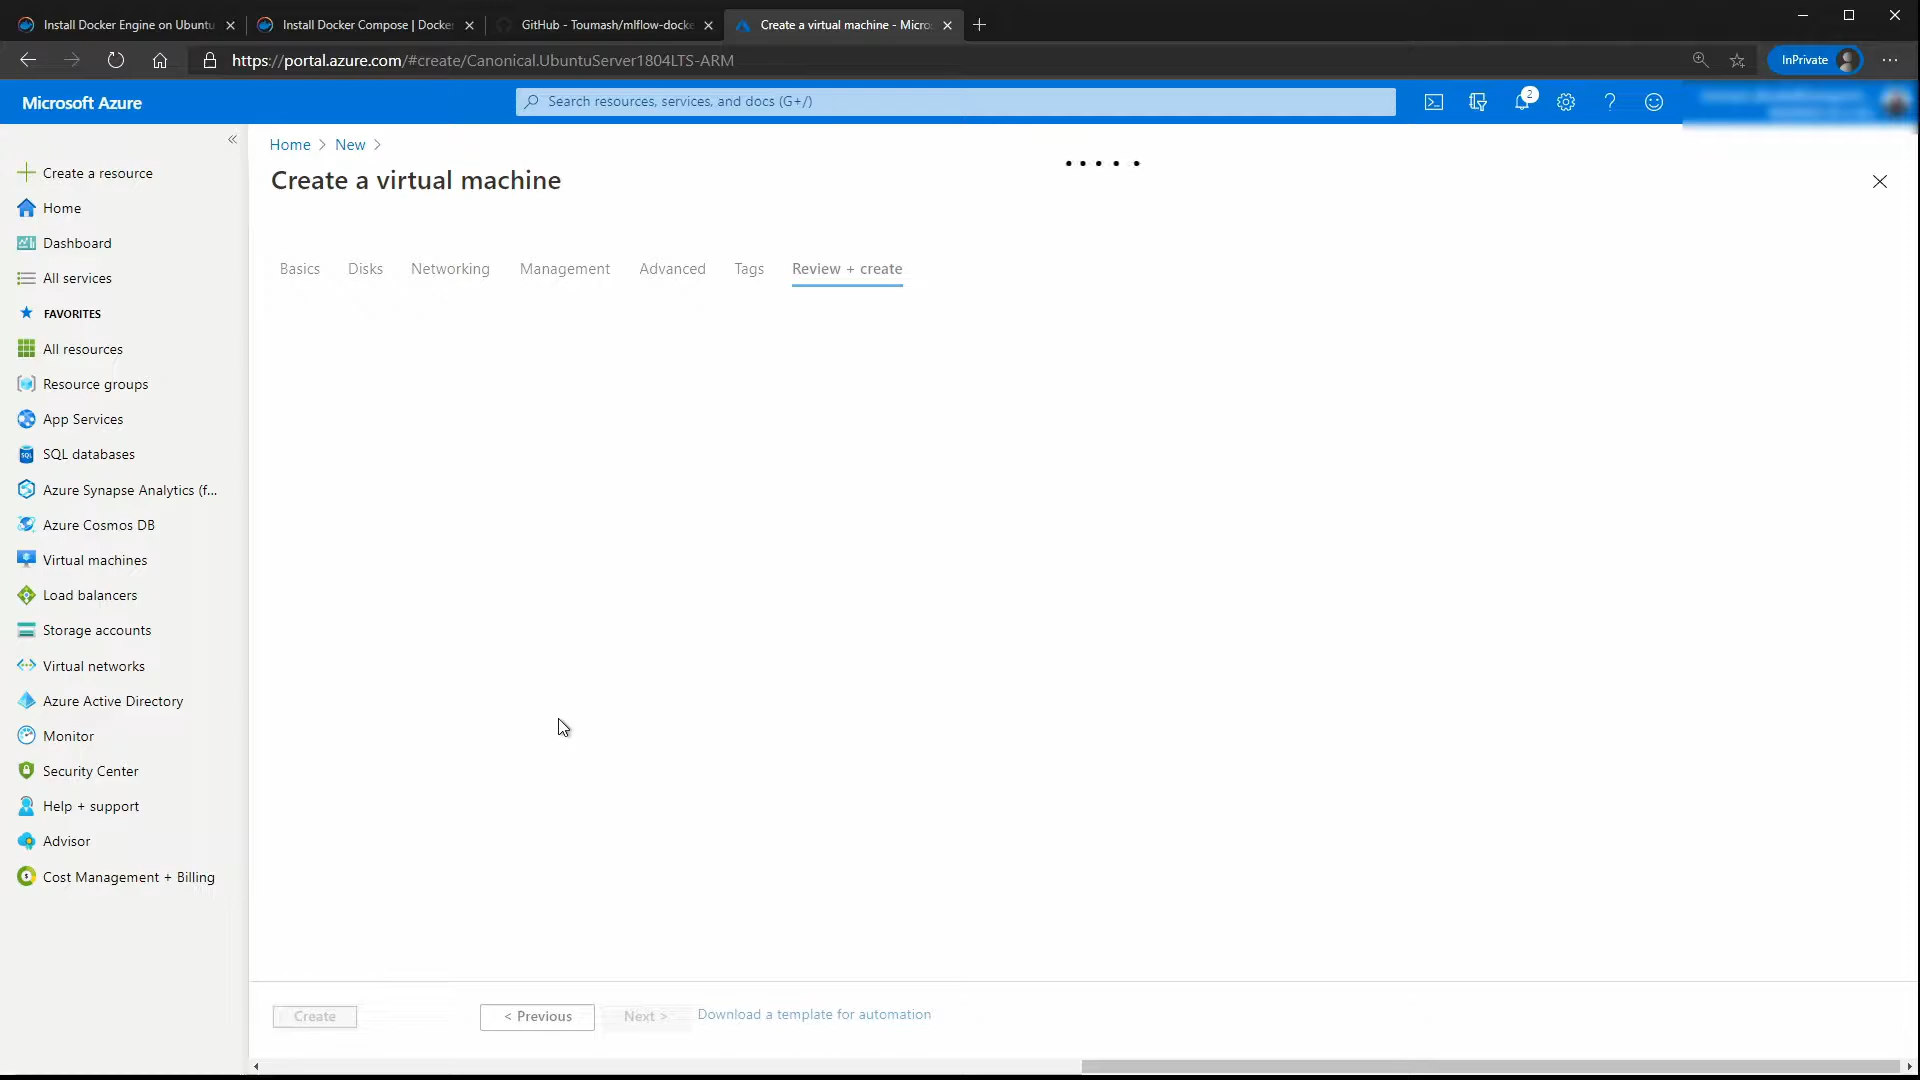 Install Docker Engine on Ubuntu
Install Docker Compose | Docke
GitHub - Toumash/mlflow-docke
Create a virtual machine - Micro
https://portal.azure.com/#create/Canonical.UbuntuServer1804LTS-ARM
InPrivate
Microsoft Azure
Search resources, services, and docs (G+/)
2
«
Home > New >
Create a virtual machine
Basics
Disks
Networking
Management
Advanced
Tags
Review + create
Create a resource
Home
Dashboard
All services
FAVORITES
All resources
Resource groups
App Services
SQL databases
Azure Synapse Analytics (f...
Azure Cosmos DB
Virtual machines
Load balancers
Storage accounts
Virtual networks
Azure Active Directory
Monitor
Security Center
Help + support
Advisor
Cost Management + Billing
Create
< Previous
Next >
Download a template for automation